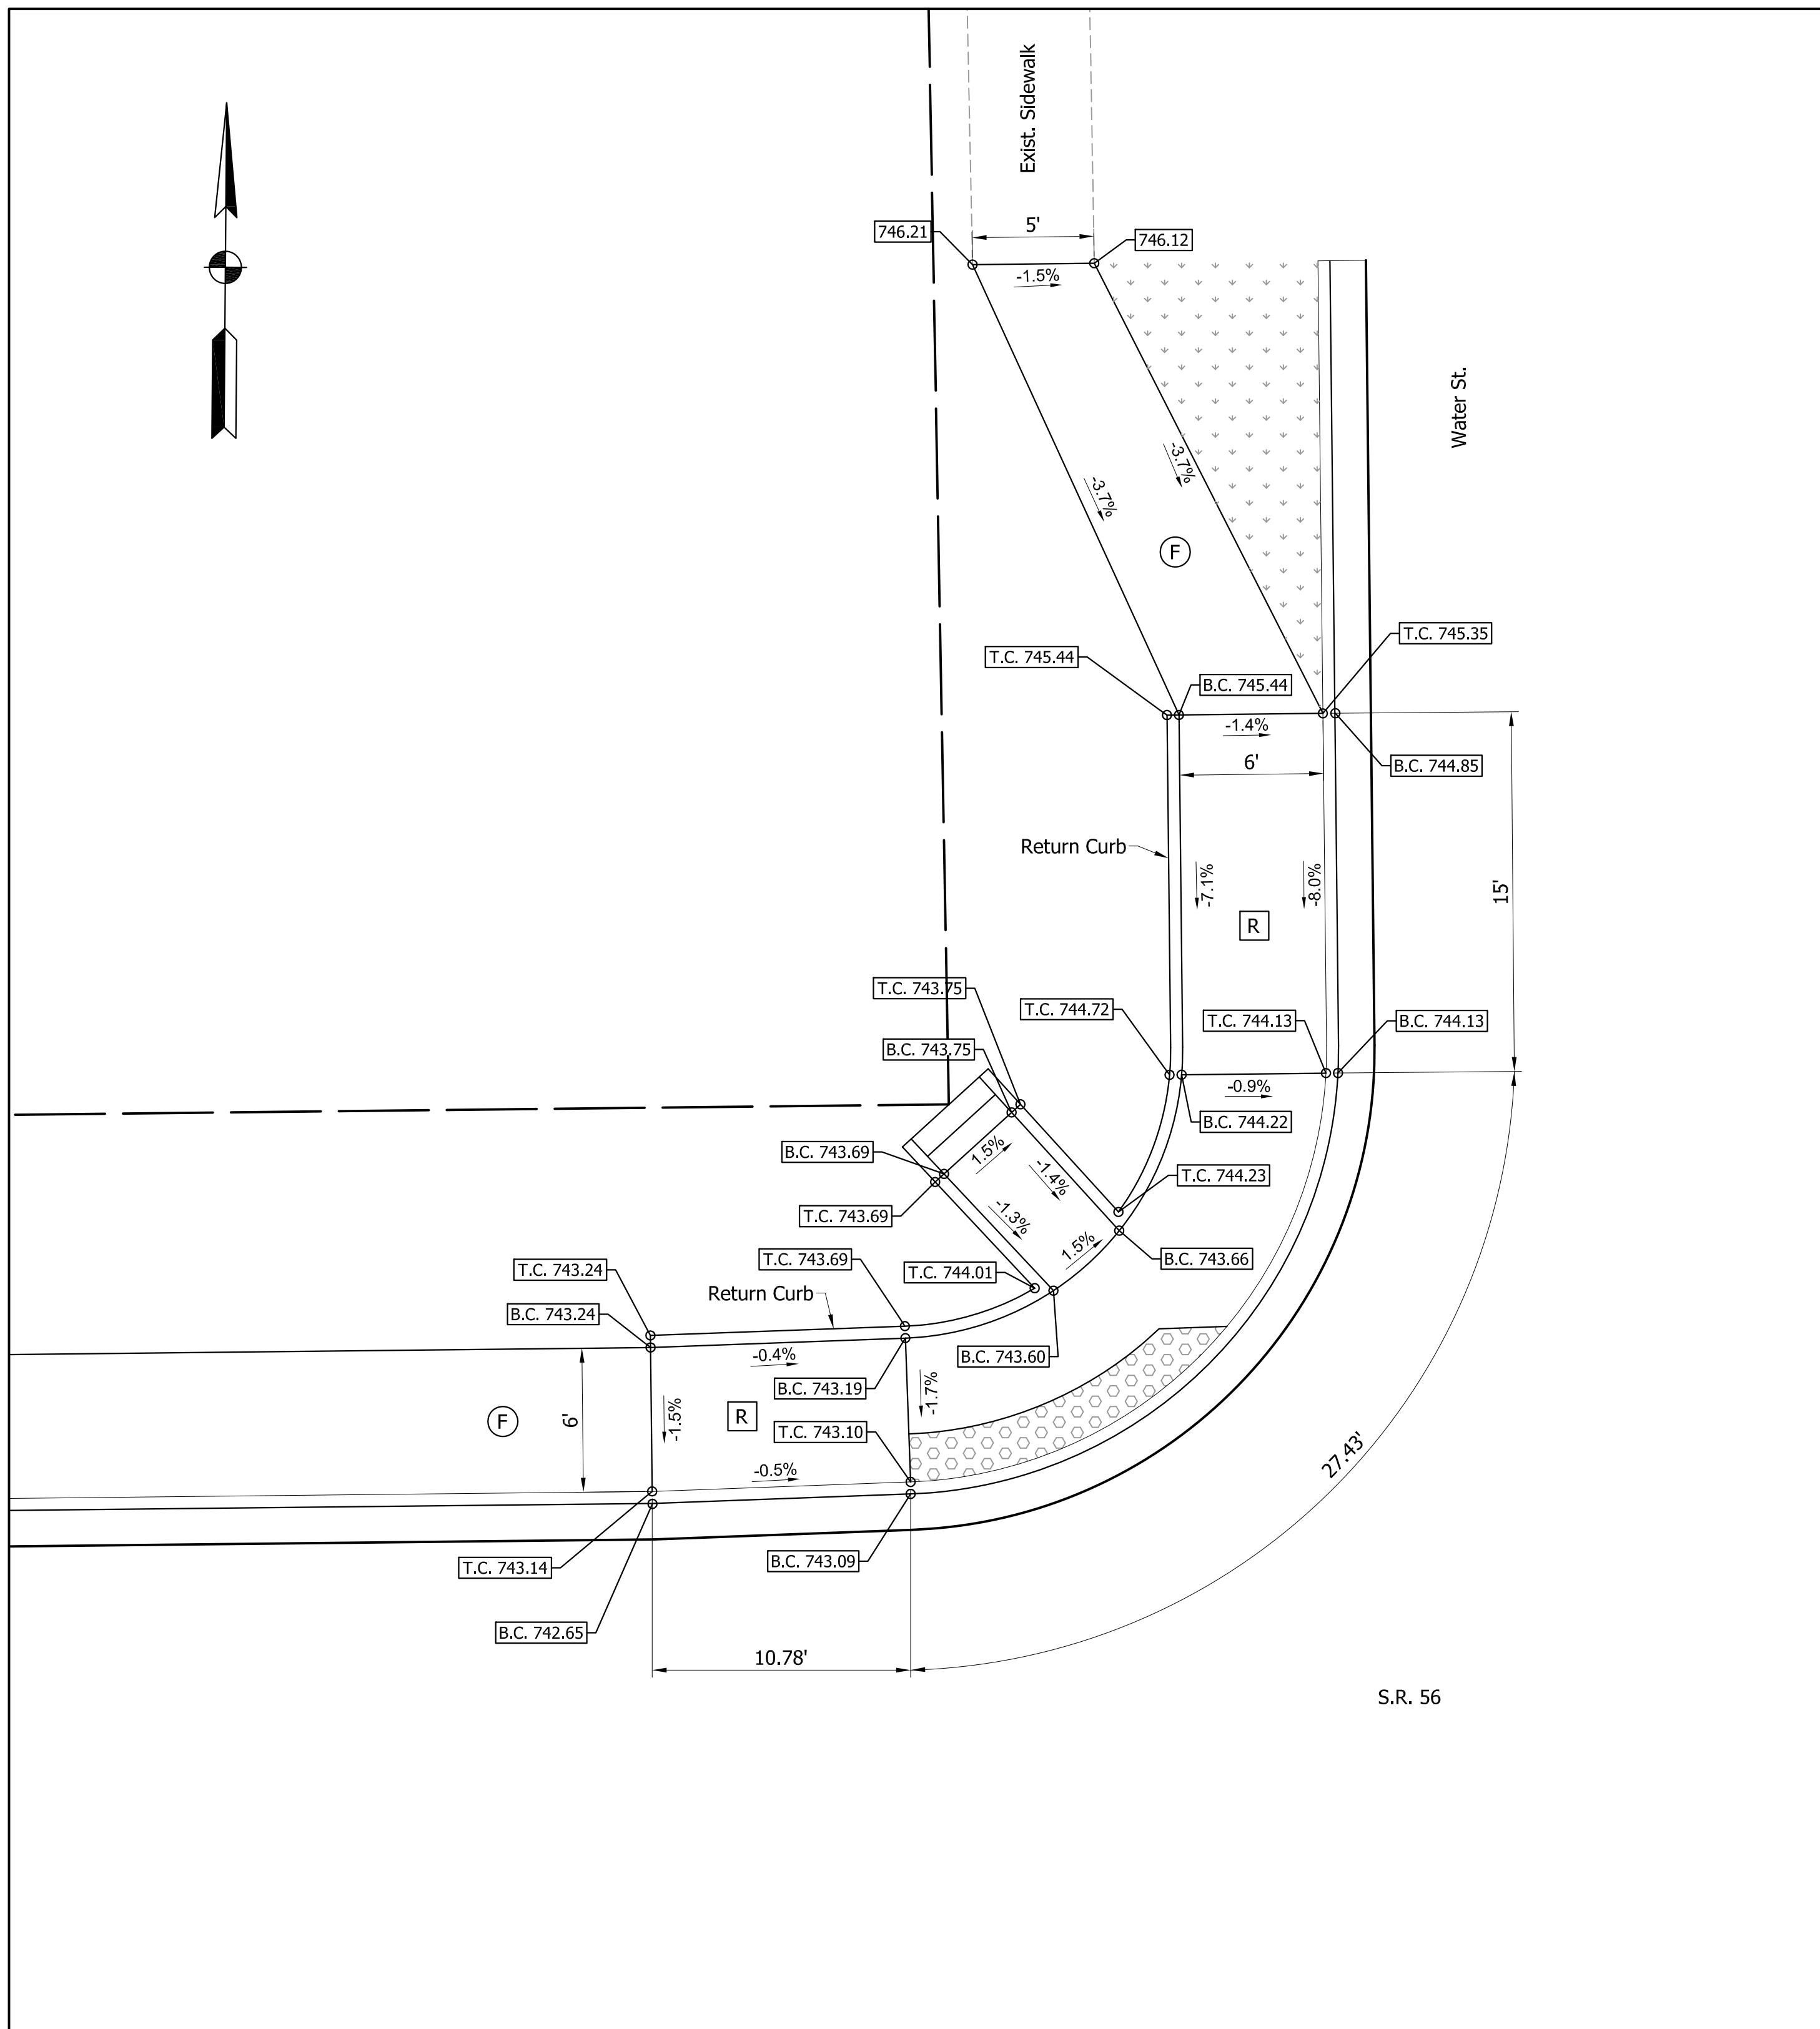 Exist. Sidewalk
5'
746.21
746.12
-1.5%
Water St.
-3.7%
-3.7%
F
T.C. 745.35
T.C. 745.44
B.C. 745.44
-1.4%
6'
B.C. 744.85
Return Curb
-7.1%
-8.0%
15'
R
T.C. 743.75
T.C. 744.72
T.C. 744.13
B.C. 744.13
B.C. 743.75
-0.9%
B.C. 744.22
B.C. 743.69
1.5%
-1.4%
T.C. 744.23
T.C. 743.69
-1.3%
1.5%
B.C. 743.66
T.C. 743.69
T.C. 744.01
T.C. 743.24
Return Curb
B.C. 743.24
-0.4%
B.C. 743.60
B.C. 743.19
-1.7%
F
6'
-1.5%
R
T.C. 743.10
-0.5%
27.43'
T.C. 743.14
B.C. 743.09
B.C. 742.65
10.78'
S.R. 56